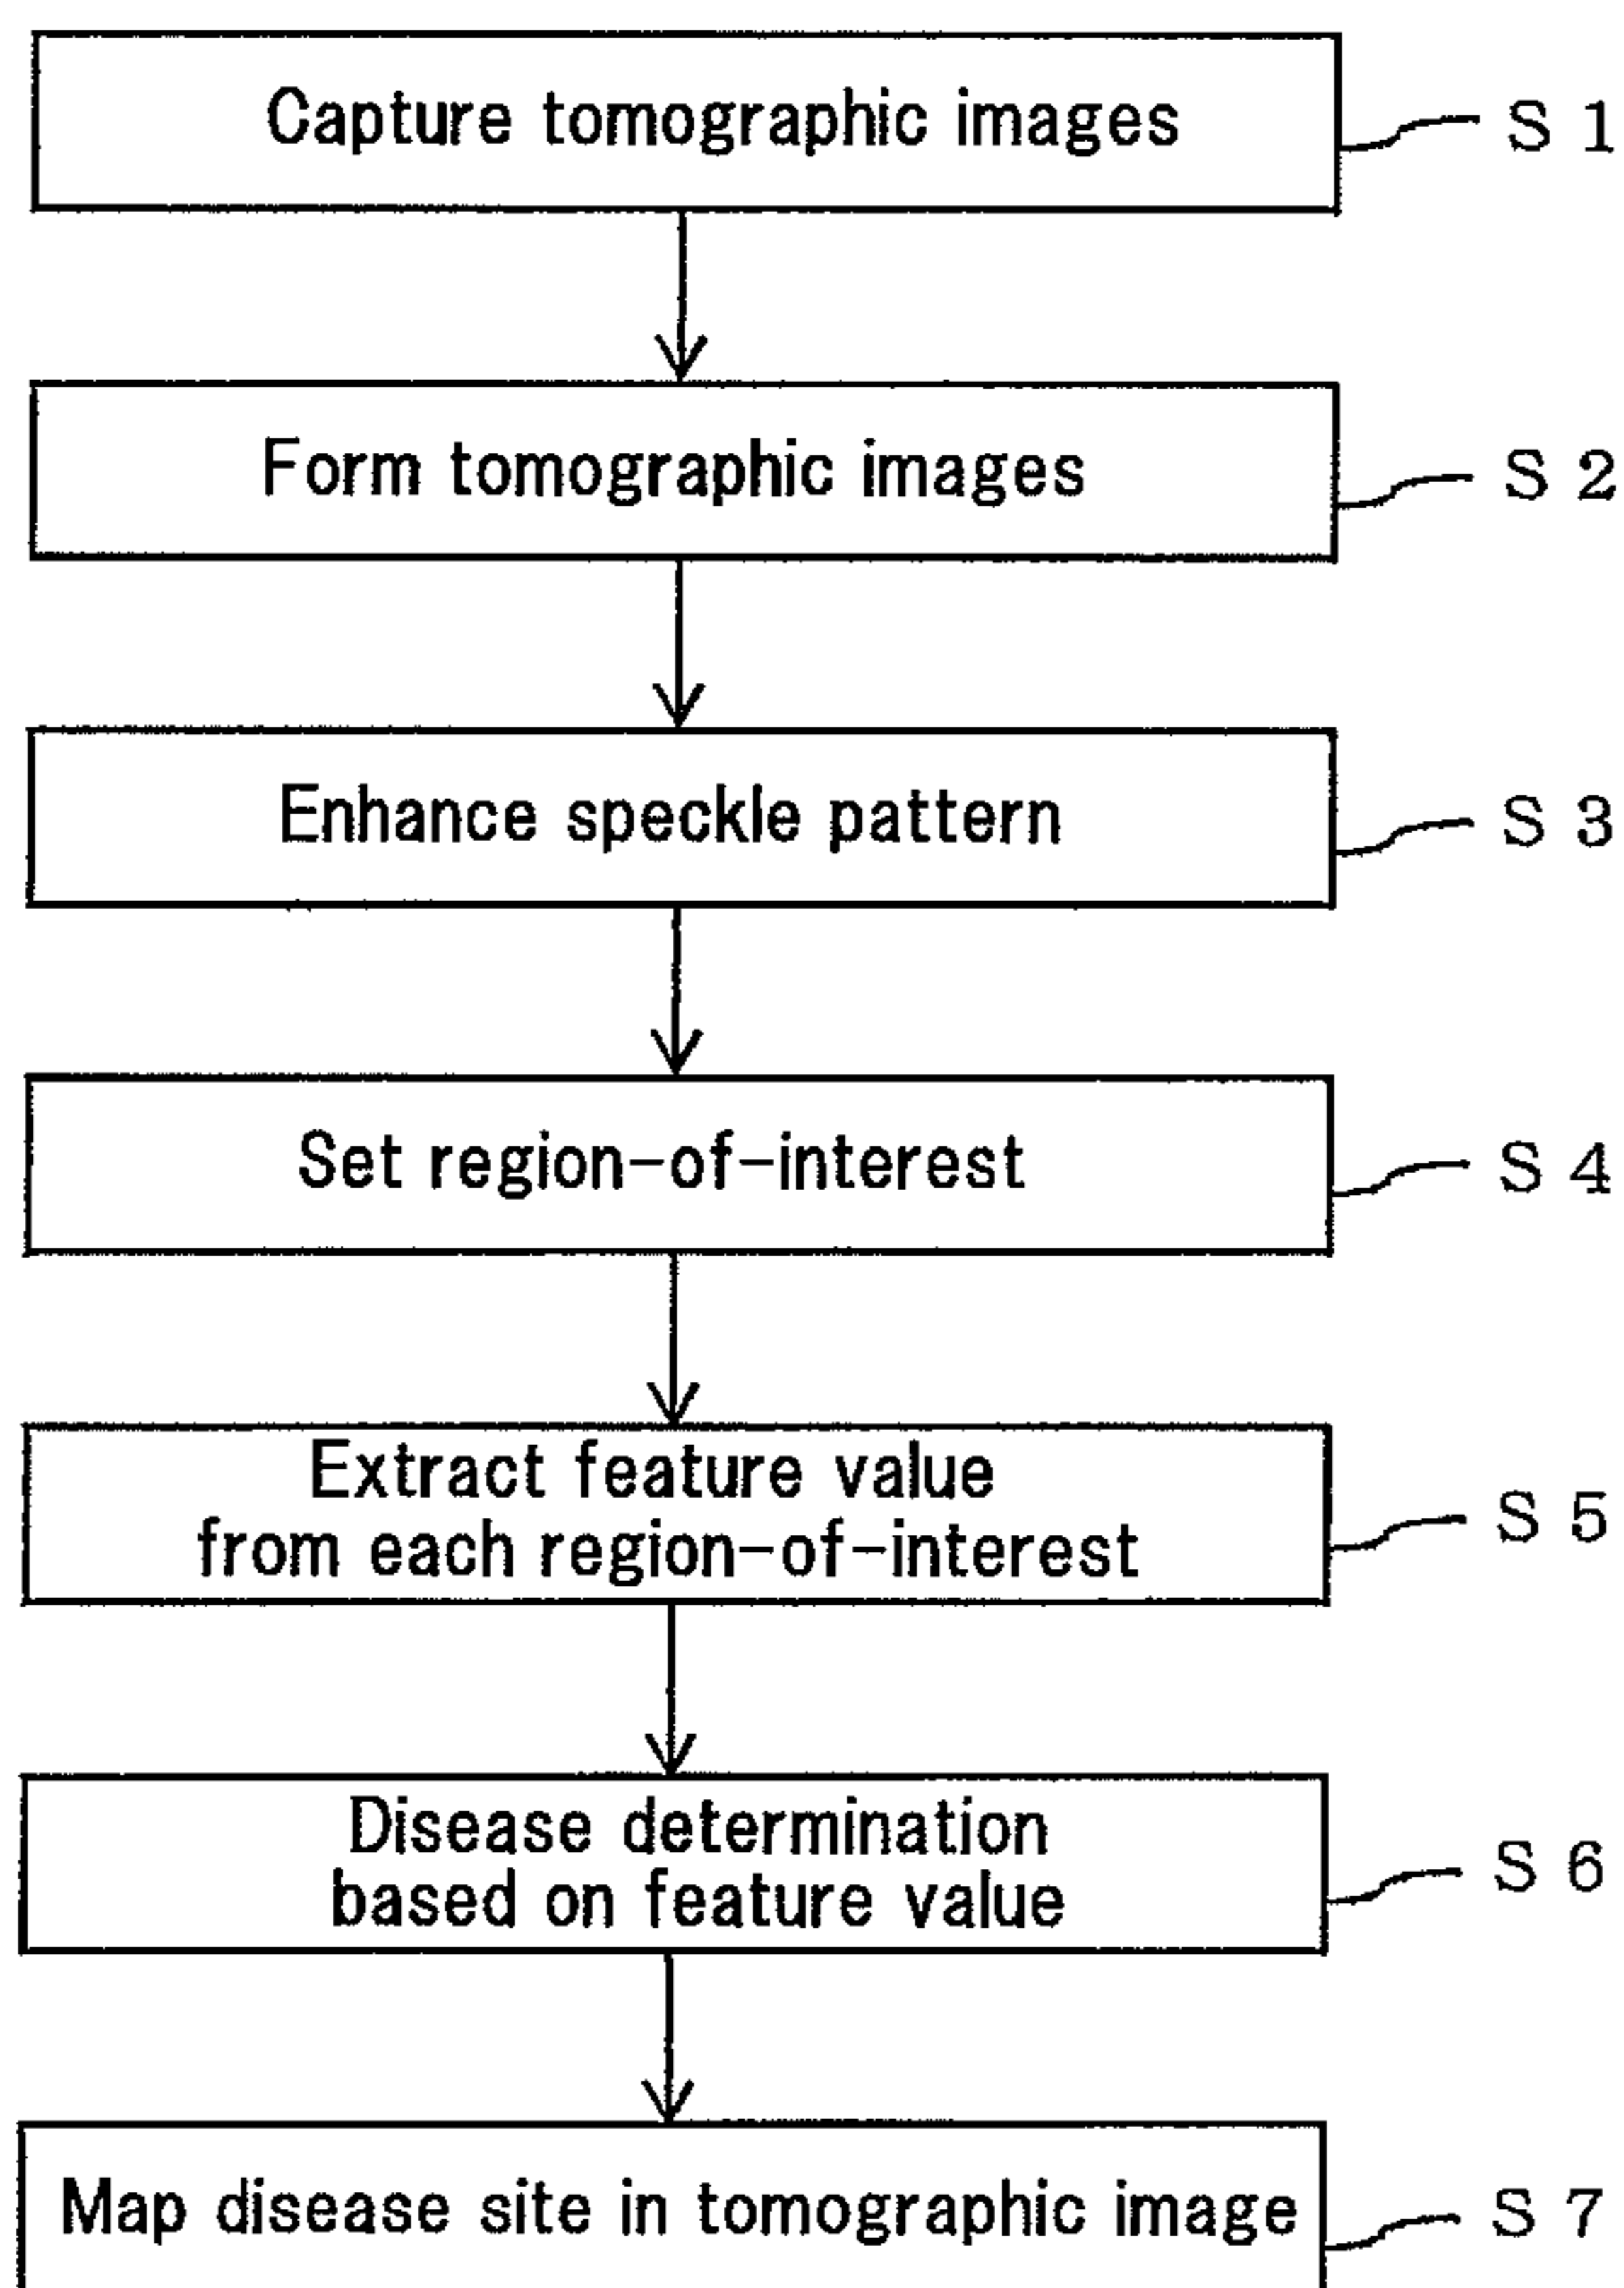 Capture tomographic images S 1
Form tomographic images S 2
Enhance speckle pattern S 3
Set region-of-interest S 4
Extract feature value
from each region-of-interest S 5
Disease determination
based on feature value S 6
Map disease site in tomographic image S 7